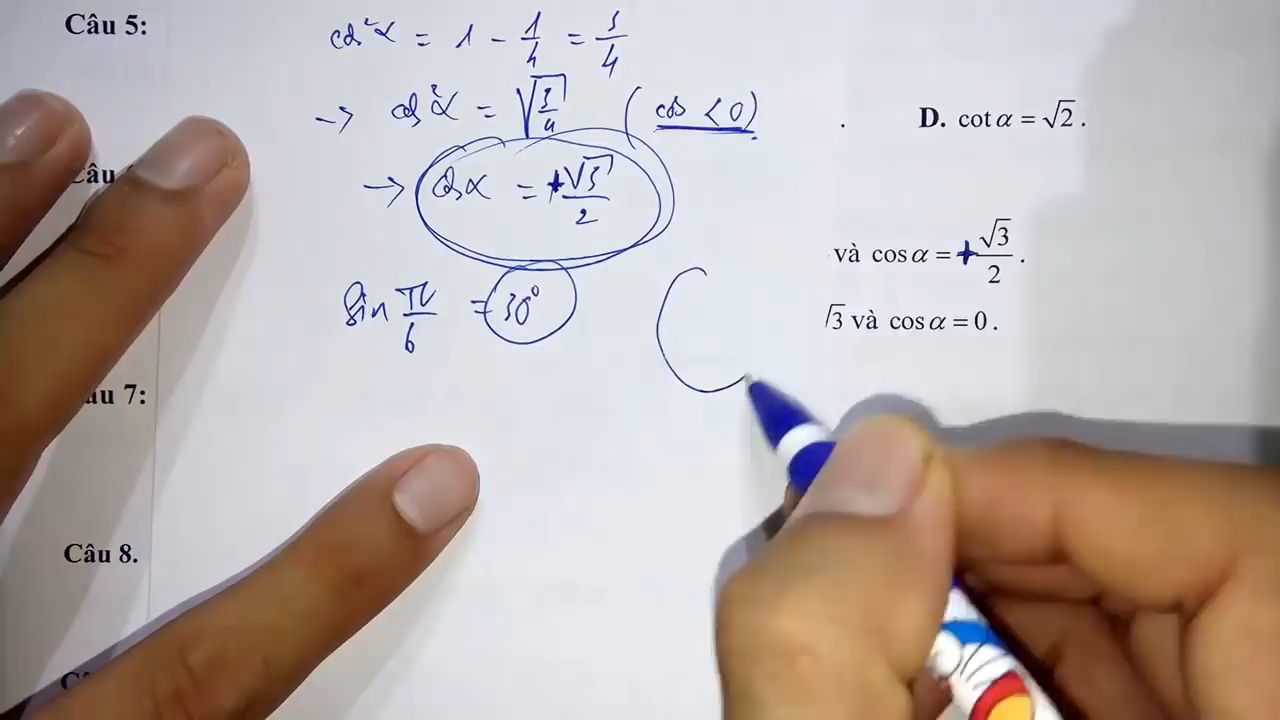 Câu 5:
cos²α = 1 - 1/4 = 3/4
→ cos²α = √3/4 (cos < 0)
. D. cot α = √2 .
Câu
→ cosα = +√3/2
và cos α = +√3/2 .
sin π/6 = 30°
√3 và cos α = 0 .
âu 7:
Câu 8.